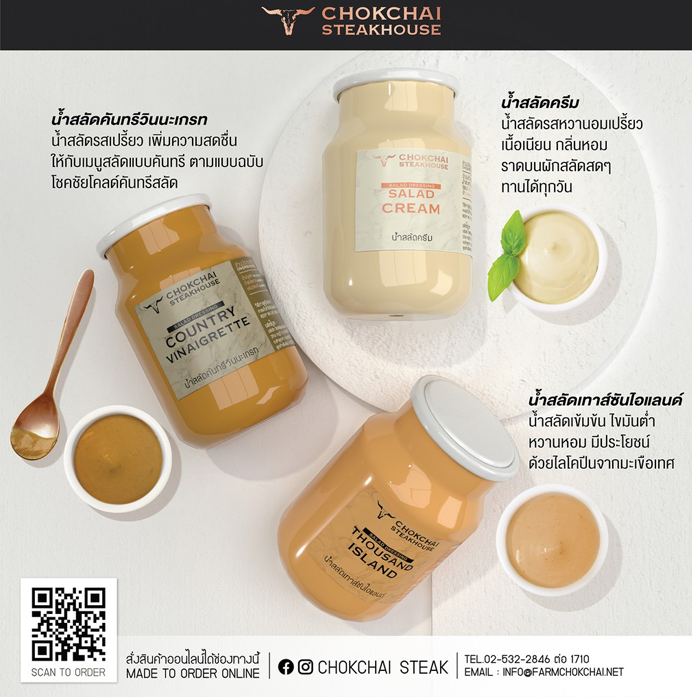 CHOKCHAI
STEAKHOUSE
น้ำสลัดคันทรีวินนะเกรท
น้ำสลัดรสเปรี้ยว เพิ่มความสดชื่น
ให้กับเมนูสลัดแบบคันทรี ตามแบบฉบับ
โชคชัยโคลด์คันทรีสลัด
น้ำสลัดครีม
น้ำสลัดรสหวานอมเปรี้ยว
เนื้อเนียน กลิ่นหอม
ราดบนผักสลัดสดๆ
ทานได้ทุกวัน
CHOKCHAI
STEAKHOUSE
SALAD DRESSING
SALAD
CREAM
น้ำสลัดครีม
CHOKCHAI
STEAKHOUSE
SALAD DRESSING
COUNTRY
VINAIGRETTE
น้ำสลัดคันทรีวินนะเกรท
น้ำสลัดเทาส์ซันไอแลนด์
น้ำสลัดเข้มข้น ไขมันต่ำ
หวานหอม มีประโยชน์
ด้วยไลโคปีนจากมะเขือเทศ
CHOKCHAI
STEAKHOUSE
SALAD DRESSING
THOUSAND
ISLAND
น้ำสลัดเทาส์ซันไอแลนด์
SCAN TO ORDER
สั่งสินค้าออนไลน์ได้ช่องทางนี้
MADE TO ORDER ONLINE
CHOKCHAI STEAK
TEL.02-532-2846 ต่อ 1710
EMAIL : INFO@FARMCHOKCHAI.NET